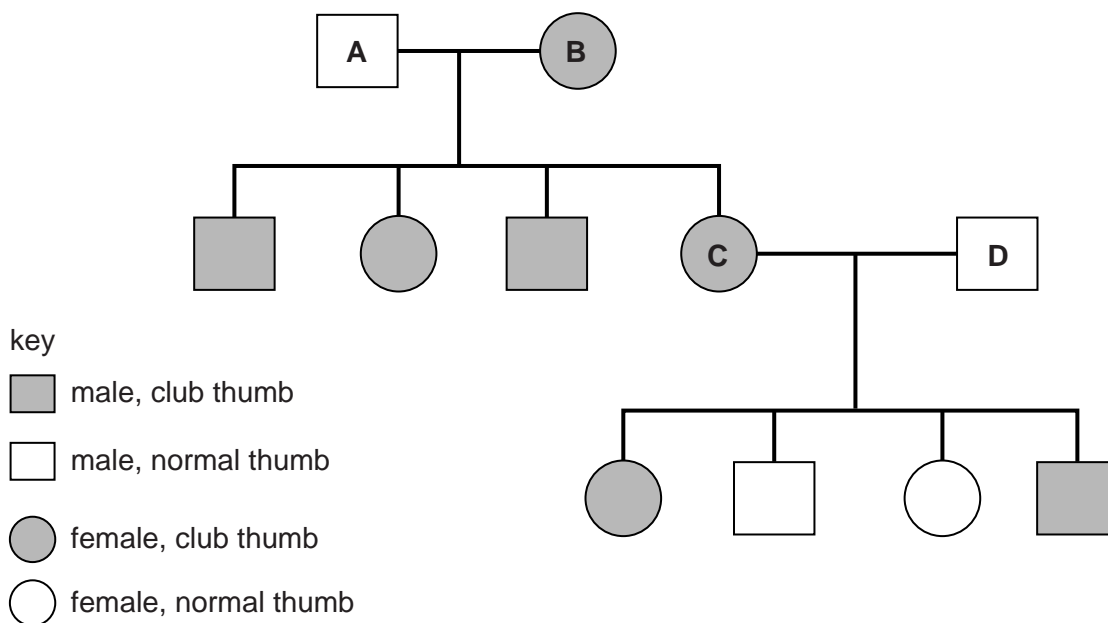 A
B
C
D
key
male, club thumb
male, normal thumb
female, club thumb
female, normal thumb